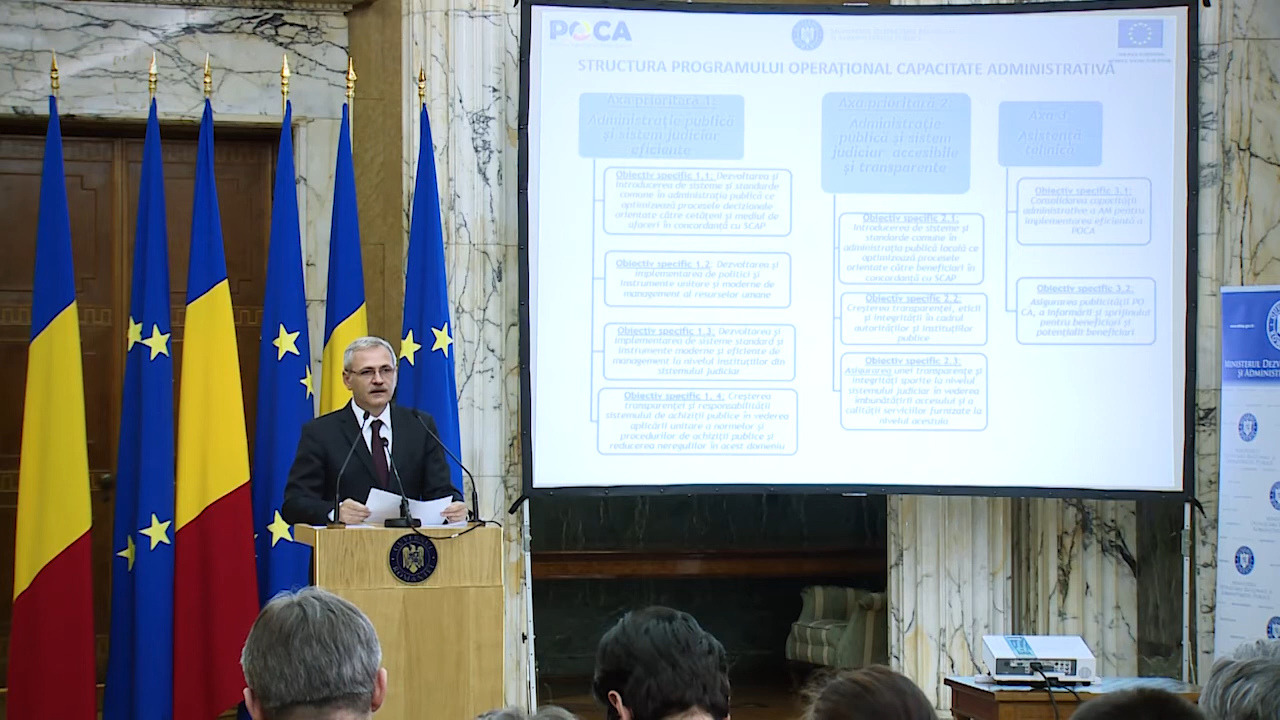 POCA
STRUCTURA PROGRAMULUI OPERAȚIONAL CAPACITATE ADMINISTRATIVĂ
Axa prioritară 1:
Administrație publică
și sistem judiciar
eficiente
Obiectiv specific 1.1: Dezvoltarea și
introducerea de sisteme și standarde
comune în administrația publică ce
optimizează procesele decizionale
orientate către cetățeni și mediul de
afaceri în concordanță cu SCAP
Obiectiv specific 1.2: Dezvoltarea și
implementarea de politici și
instrumente unitare și moderne de
management al resurselor umane
Obiectiv specific 1.3: Dezvoltarea și
implementarea de sisteme standard și
instrumente moderne și eficiente de
management la nivelul instituțiilor din
sistemului judiciar
Obiectiv specific 1. 4: Creșterea
transparenței și responsabilității
sistemului de achiziții publice în vederea
aplicării unitare a normelor și
procedurilor de achiziții publice și
reducerea neregulilor în acest domeniu
Axa prioritară 2:
Administrație
publică și sistem
judiciar accesibile
și transparente
Obiectiv specific 2.1:
Introducerea de sisteme și
standarde comune în
administrația publică locală ce
optimizează procesele
orientate către beneficiari în
concordanță cu SCAP
Obiectiv specific 2.2:
Creșterea transparenței, eticii
și integrității în cadrul
autorităților și instituțiilor
publice
Obiectiv specific 2.3:
Asigurarea unei transparențe și
integrități sporite la nivelul
sistemului judiciar în vederea
îmbunătățirii accesului și a
calității serviciilor furnizate la
nivelul acestuia
Axa 3:
Asistență
tehnică
Obiectiv specific 3.1:
Consolidarea capacității
administrative a AM pentru
implementarea eficientă a
POCA
Obiectiv specific 3.2:
Asigurarea publicității PO
CA, a informării și sprijinului
pentru beneficiari și
potențialii beneficiari
GUVERNUL
ROMÂNIEI
MINISTERUL DEZV
ȘI ADMINIST